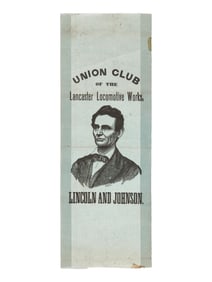 UNION CLUB
OF THE
Lancaster Locomotive Works.
LINCOLN AND JOHNSON.